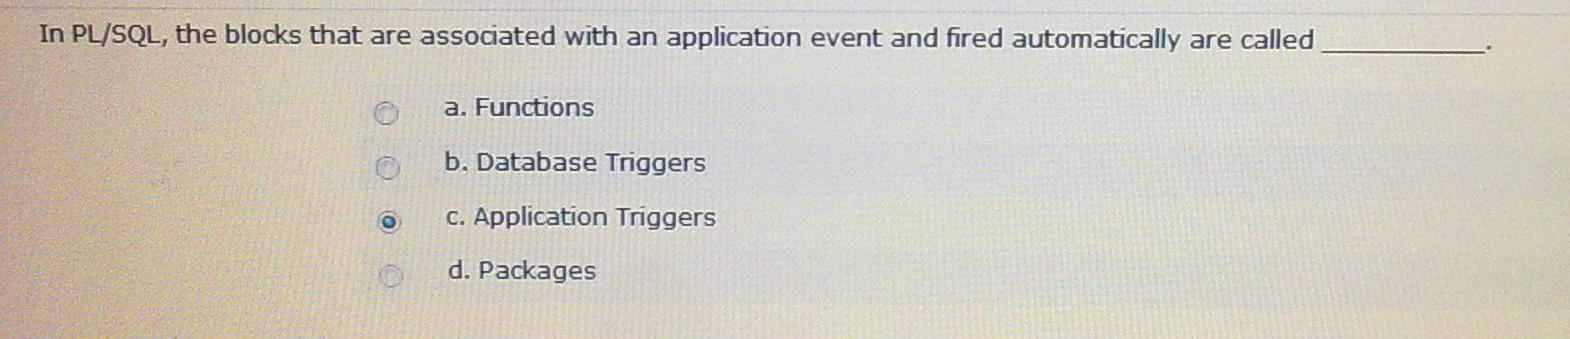 In PL/SQL, the blocks that are associated with an application event and fired automatically are called ____________.
a. Functions
b. Database Triggers
c. Application Triggers
d. Packages